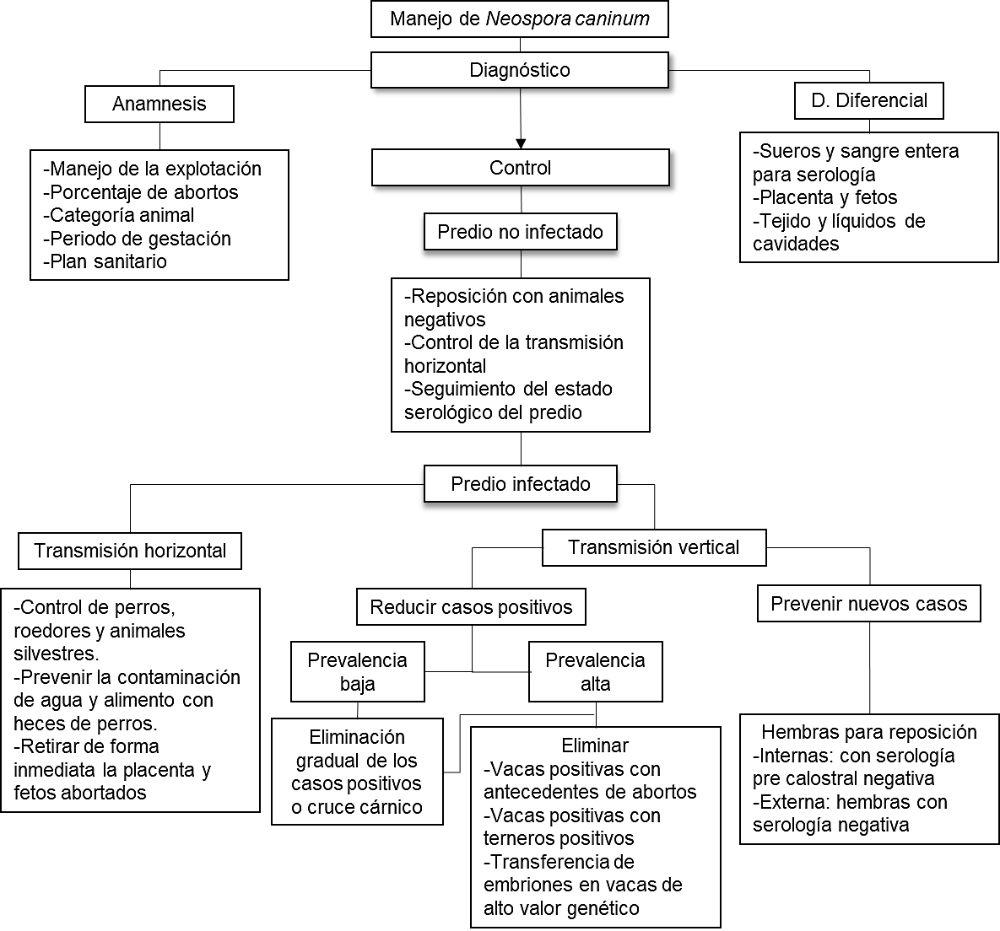 Manejo de Neospora caninum
Diagnóstico
Anamnesis
-Manejo de la explotación
-Porcentaje de abortos
-Categoría animal
-Periodo de gestación
-Plan sanitario
D. Diferencial
-Sueros y sangre entera
para serología
-Placenta y fetos
-Tejido y líquidos de
cavidades
Control
Predio no infectado
-Reposición con animales
negativos
-Control de la transmisión
horizontal
-Seguimiento del estado
serológico del predio
Predio infectado
Transmisión horizontal
-Control de perros,
roedores y animales
silvestres.
-Prevenir la contaminación
de agua y alimento con
heces de perros.
-Retirar de forma
inmediata la placenta y
fetos abortados
Transmisión vertical
Reducir casos positivos
Prevalencia
baja
Eliminación
gradual de los
casos positivos
o cruce cárnico
Prevalencia
alta
Eliminar
-Vacas positivas con
antecedentes de abortos
-Vacas positivas con
terneros positivos
-Transferencia de
embriones en vacas de
alto valor genético
Prevenir nuevos casos
Hembras para reposición
-Internas: con serología
pre calostral negativa
-Externa: hembras con
serología negativa